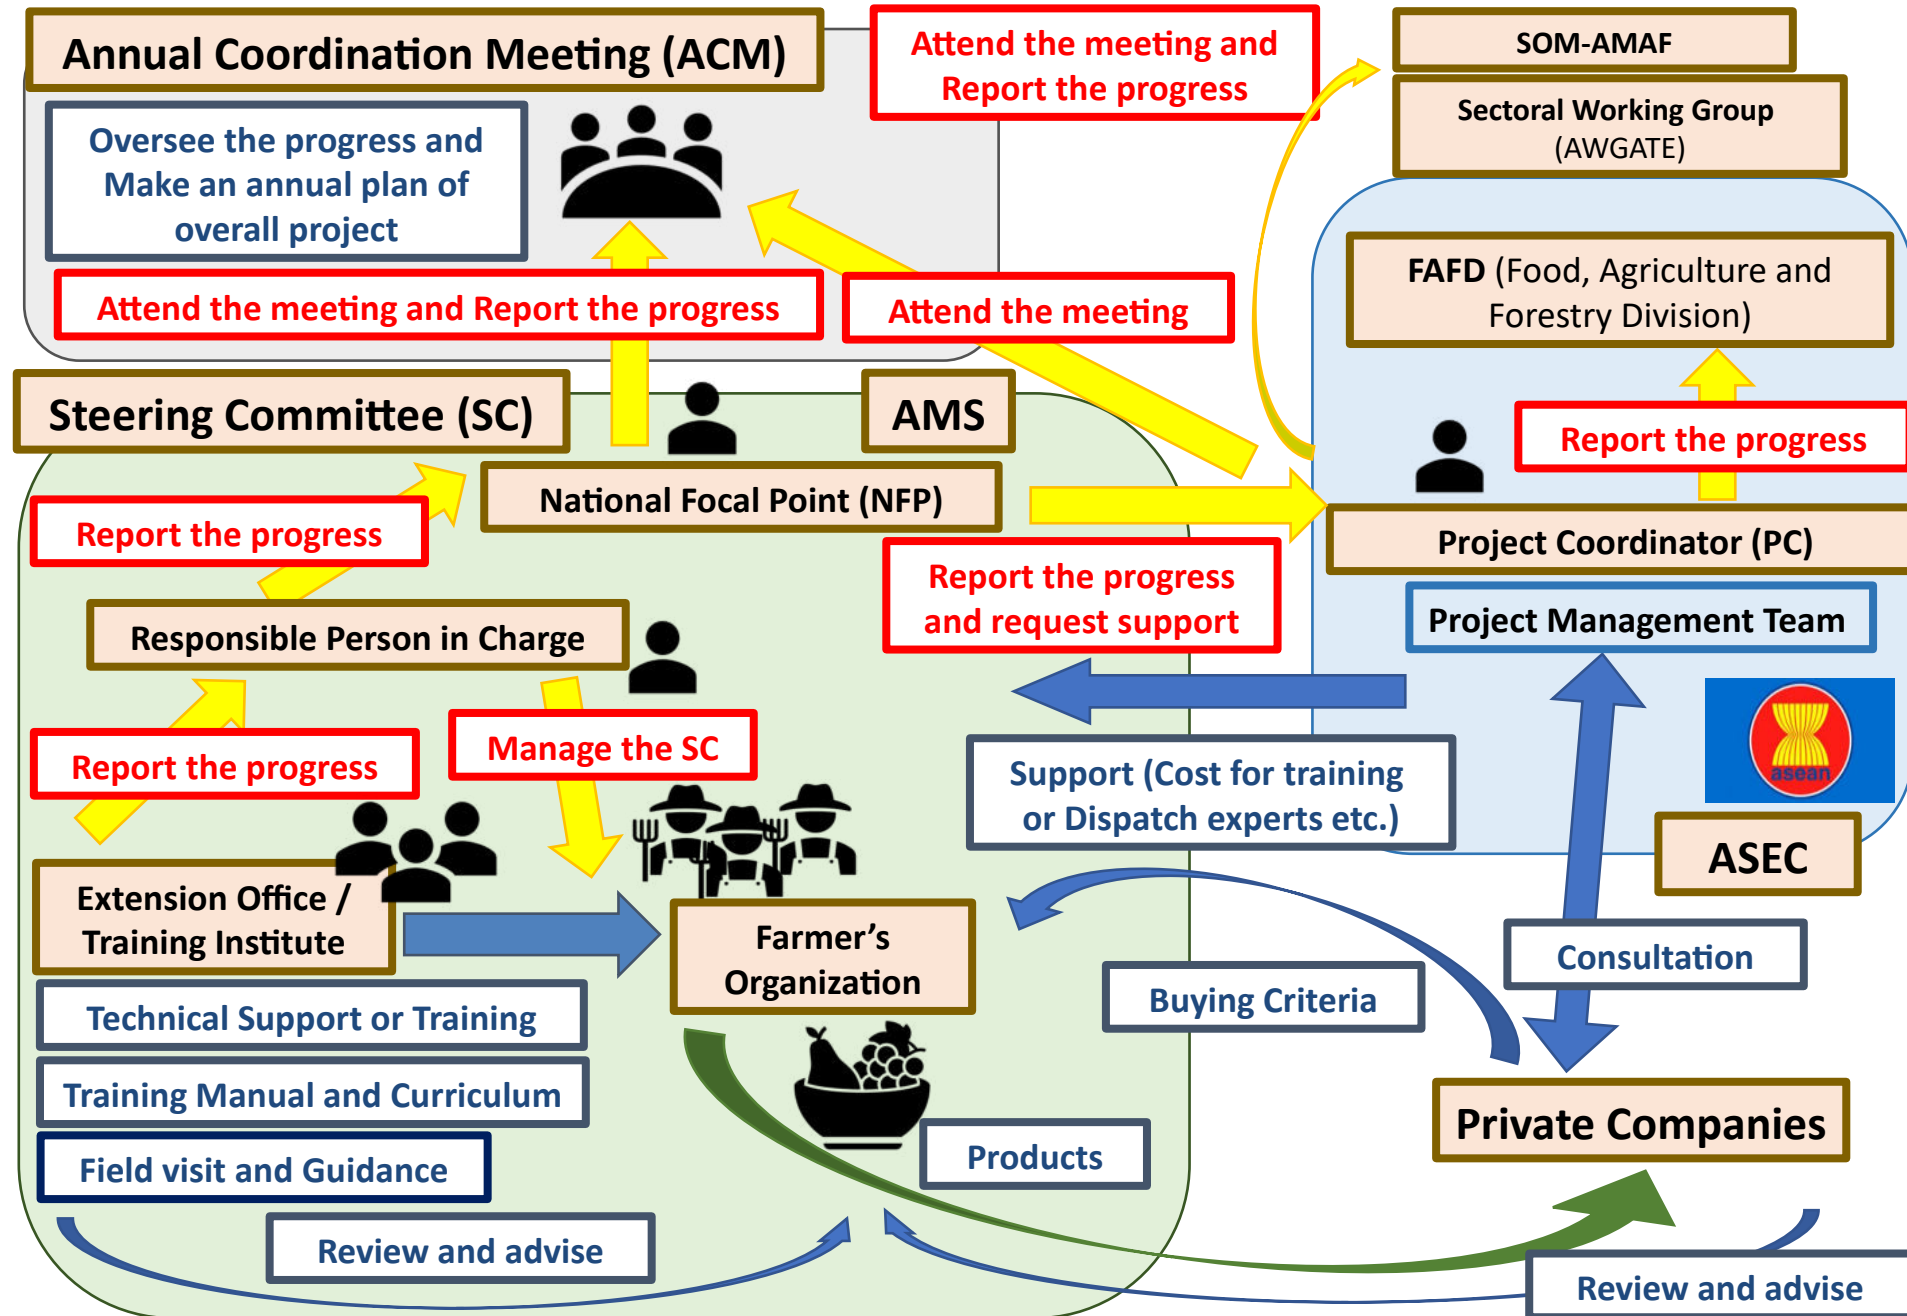 Annual Coordination Meeting (ACM)
Oversee the progress and
Make an annual plan of
overall project
Attend the meeting and Report the progress
Attend the meeting and
Report the progress
Attend the meeting
SOM-AMAF
Sectoral Working Group
(AWGATE)
FAFD (Food, Agriculture and
Forestry Division)
Report the progress
Project Coordinator (PC)
Project Management Team
asean
ASEC
Steering Committee (SC)
AMS
National Focal Point (NFP)
Report the progress
Report the progress
and request support
Responsible Person in Charge
Report the progress
Manage the SC
Support (Cost for training
or Dispatch experts etc.)
Extension Office /
Training Institute
Farmer’s
Organization
Technical Support or Training
Training Manual and Curriculum
Field visit and Guidance
Review and advise
Products
Buying Criteria
Consultation
Private Companies
Review and advise